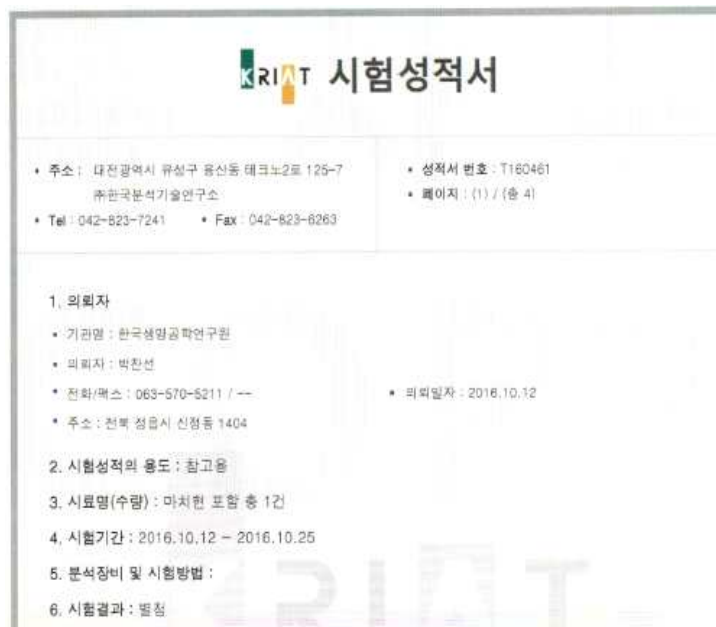 KRIAT 시험성적서
• 주소 : 대전광역시 유성구 용산동 테크노2로 125-7
㈜한국분석기술연구소
• Tel : 042-823-7241 • Fax : 042-823-6263
• 성적서 번호 : T160461
• 페이지 : (1) / (총 4)
1. 의뢰자
• 기관명 : 한국생명공학연구원
• 의뢰자 : 박찬선
• 전화/팩스 : 063-570-5211 / --
• 의뢰일자 : 2016.10.12
• 주소 : 전북 정읍시 신정동 1404
2. 시험성적의 용도 : 참고용
3. 시료명(수량) : 마치현 포함 총 1건
4. 시험기간 : 2016.10.12 ~ 2016.10.25
5. 분석장비 및 시험방법 :
6. 시험결과 : 별첨
KRIAT